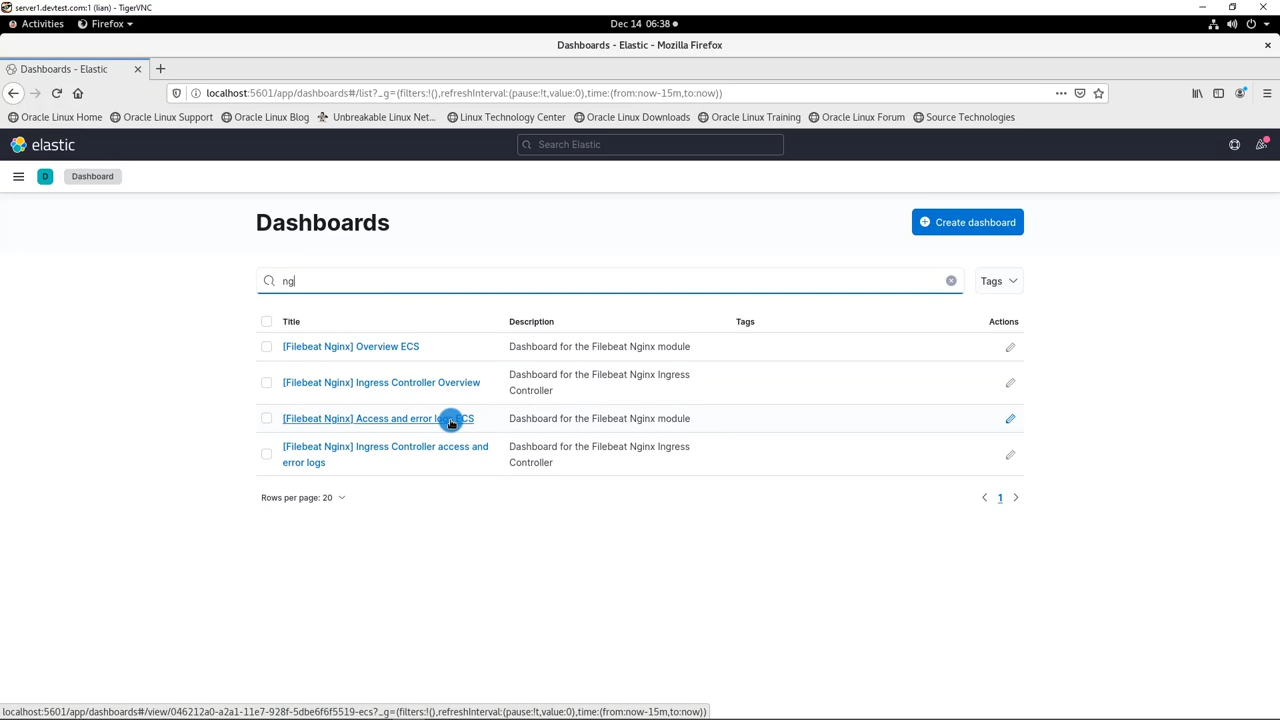 server1.devtest.com:1 (lian) - TigerVNC
Activities Firefox Dec 14 06:38
Dashboards - Elastic - Mozilla Firefox
Dashboards - Elastic
localhost:5601/app/dashboards#/list?_g=(filters:!(),refreshInterval:(pause:!t,value:0),time:(from:now-15m,to:now))
Oracle Linux Home Oracle Linux Support Oracle Linux Blog Unbreakable Linux Net... Linux Technology Center Oracle Linux Downloads Oracle Linux Training Oracle Linux Forum Source Technologies
elastic Search Elastic
D Dashboard
Dashboards Create dashboard
ng Tags
Title Description Tags Actions
[Filebeat Nginx] Overview ECS Dashboard for the Filebeat Nginx module
[Filebeat Nginx] Ingress Controller Overview Dashboard for the Filebeat Nginx Ingress
Controller
[Filebeat Nginx] Access and error logs ECS Dashboard for the Filebeat Nginx module
[Filebeat Nginx] Ingress Controller access and Dashboard for the Filebeat Nginx Ingress
error logs Controller
Rows per page: 20 1
localhost:5601/app/dashboards#/view/046212a0-a2a1-11e7-928f-5dbe6f6f5519-ecs?_g=(filters:!(),refreshInterval:(pause:!t,value:0),time:(from:now-15m,to:now))